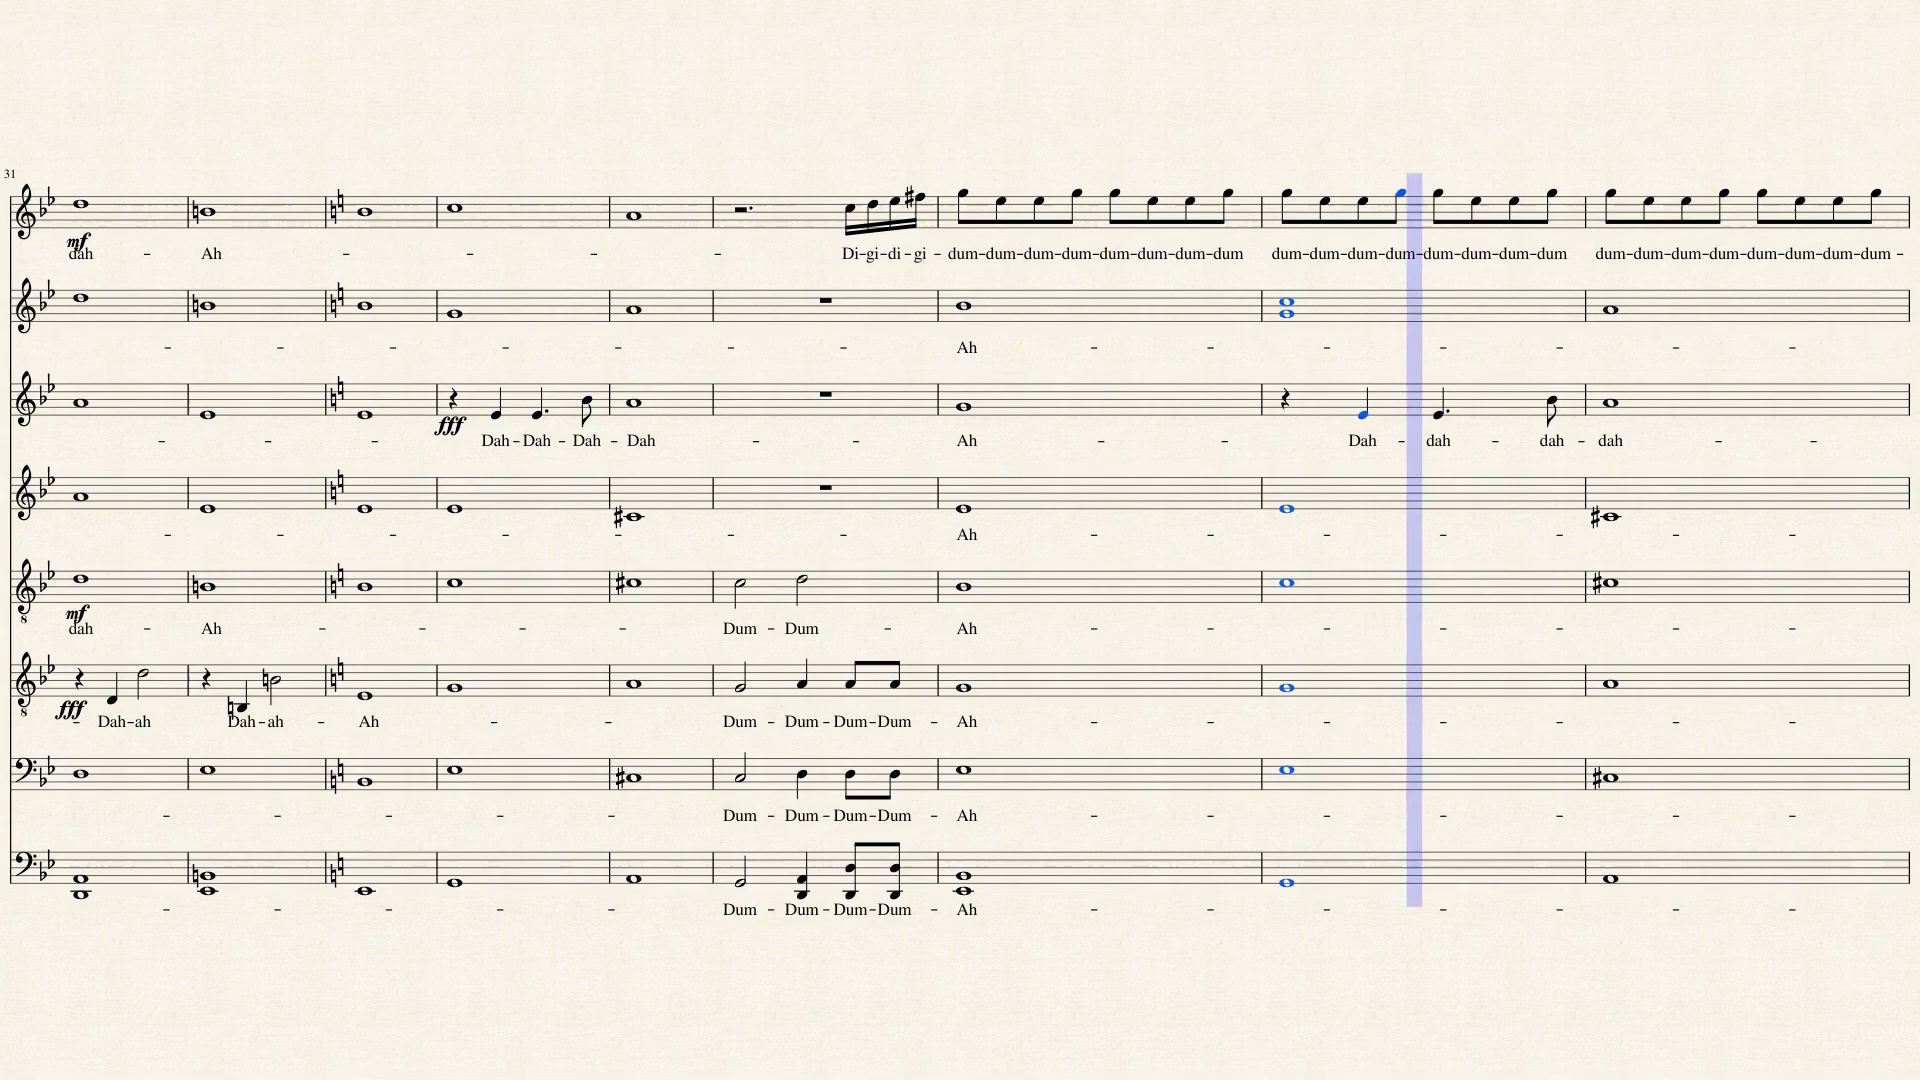 31
mf
dah - Ah - - - - Di-gi-di-gi - dum-dum-dum-dum-dum-dum-dum-dum dum-dum-dum-dum-dum-dum-dum-dum dum-dum-dum-dum-dum-dum-dum-dum -
- - - - - - - Ah - - - - - - - -
fff
- - - Dah-Dah - Dah - Dah - - Ah - - Dah - dah - dah - dah - -
- - - - - - - Ah - - - - - - - -
mf
dah - Ah - - - - Dum - Dum - Ah - - - - - - - -
fff
- Dah-ah Dah-ah - Ah - - Dum - Dum-Dum-Dum - Ah - - - - - - - -
- - - - - Dum - Dum-Dum-Dum - Ah - - - - - - - -
- - - - - Dum - Dum-Dum-Dum - Ah - - - - - - - -